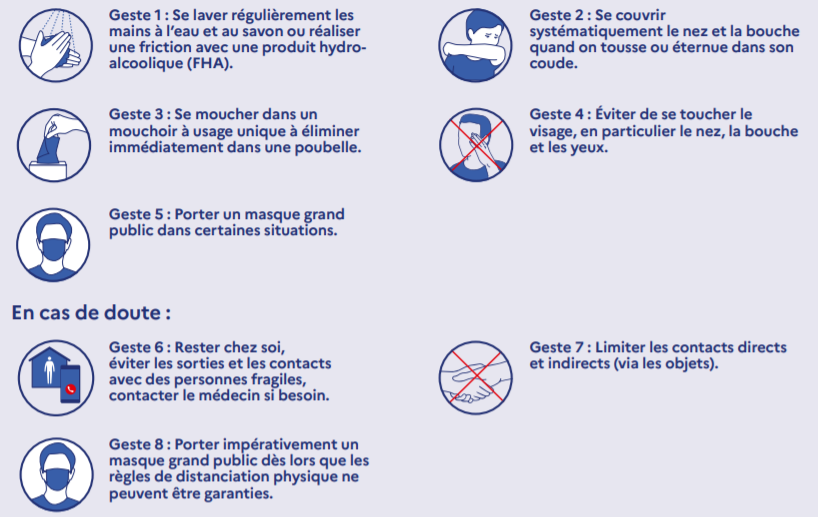 Geste 1 : Se laver régulièrement les
mains à l'eau et au savon ou réaliser
une friction avec une produit hydro-
alcoolique (FHA).
Geste 2 : Se couvrir
systématiquement le nez et la bouche
quand on tousse ou éternue dans son
coude.
Geste 3 : Se moucher dans un
mouchoir à usage unique à éliminer
immédiatement dans une poubelle.
Geste 4 : Éviter de se toucher le
visage, en particulier le nez, la bouche
et les yeux.
Geste 5 : Porter un masque grand
public dans certaines situations.
En cas de doute :
Geste 6 : Rester chez soi,
éviter les sorties et les contacts
avec des personnes fragiles,
contacter le médecin si besoin.
Geste 7 : Limiter les contacts directs
et indirects (via les objets).
Geste 8 : Porter impérativement un
masque grand public dès lors que les
règles de distanciation physique ne
peuvent être garanties.